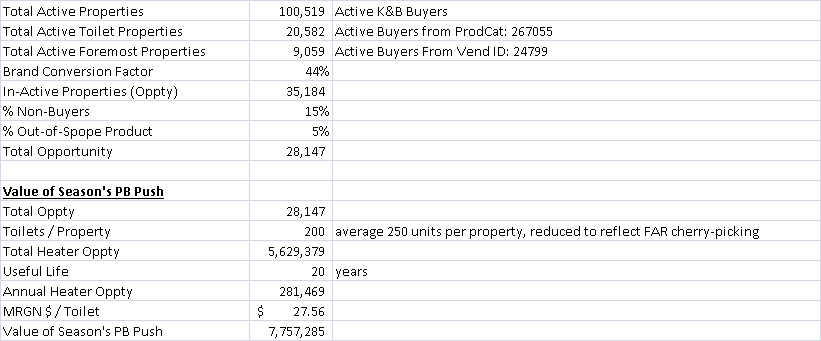 Total Active Properties 100,519 Active K&B Buyers
Total Active Toilet Properties 20,582 Active Buyers from ProdCat: 267055
Total Active Foremost Properties 9,059 Active Buyers From Vend ID: 24799
Brand Conversion Factor 44%
In-Active Properties (Oppty) 35,184
% Non-Buyers 15%
% Out-of-Spope Product 5%
Total Opportunity 28,147
Value of Season's PB Push
Total Oppty 28,147
Toilets / Property 200 average 250 units per property, reduced to reflect FAR cherry-picking
Total Heater Oppty 5,629,379
Useful Life 20 years
Annual Heater Oppty 281,469
MRGN $ / Toilet $ 27.56
Value of Season's PB Push 7,757,285